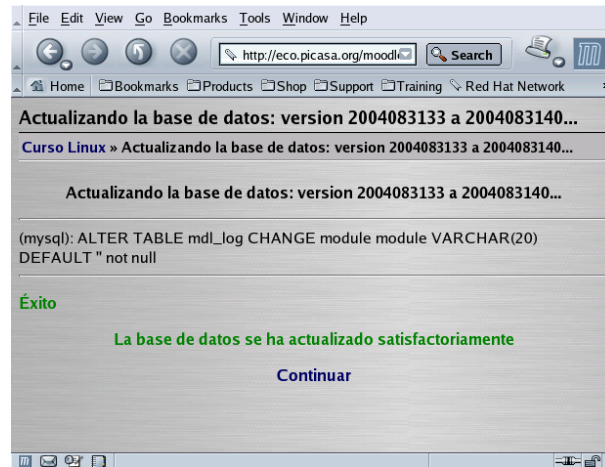 File Edit View Go Bookmarks Tools Window Help
http://eco.picasa.org/moodle Search
Home Bookmarks Products Shop Support Training Red Hat Network
Actualizando la base de datos: version 2004083133 a 2004083140...
Curso Linux » Actualizando la base de datos: version 2004083133 a 2004083140...
Actualizando la base de datos: version 2004083133 a 2004083140...
(mysql): ALTER TABLE mdl_log CHANGE module module VARCHAR(20)
DEFAULT '' not null
Éxito
La base de datos se ha actualizado satisfactoriamente
Continuar